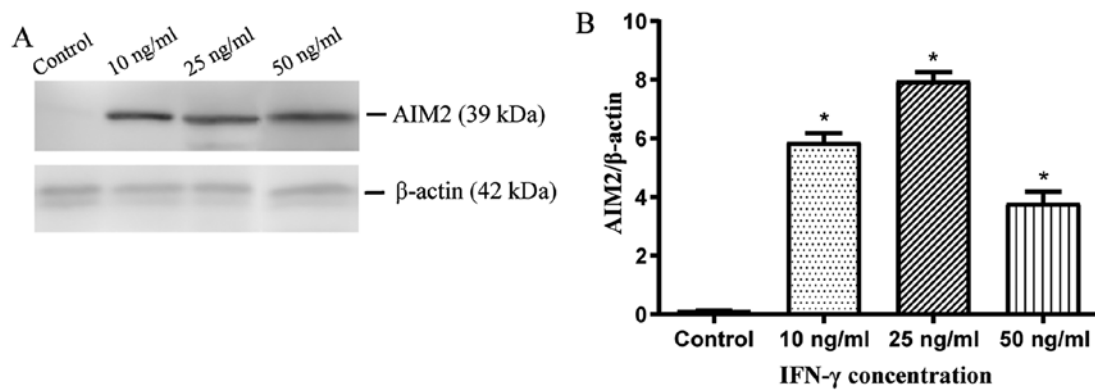 A
Control
10 ng/ml
25 ng/ml
50 ng/ml
AIM2 (39 kDa)
β-actin (42 kDa)
B
AIM2/β-actin
10
8
6
4
2
0
*
*
*
Control
10 ng/ml
25 ng/ml
50 ng/ml
IFN-γ concentration